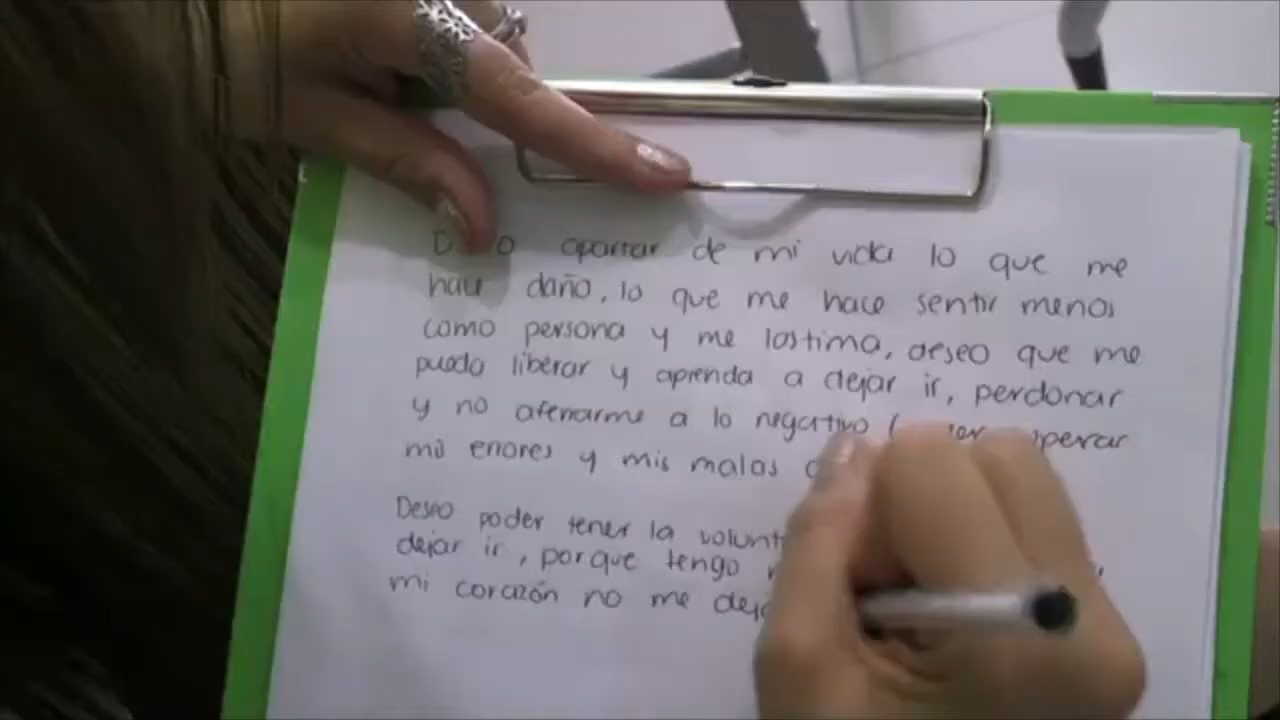 apartar de mi vida lo que me
hace daño, lo que me hace sentir menos
como persona y me lastima, deseo que me
pueda liberar y aprenda a dejar ir, perdonar
y no aferrarme a lo negativo
mis errores y mis malos
Deseo poder tener la
dejar ir, porque tengo
mi corazón no me